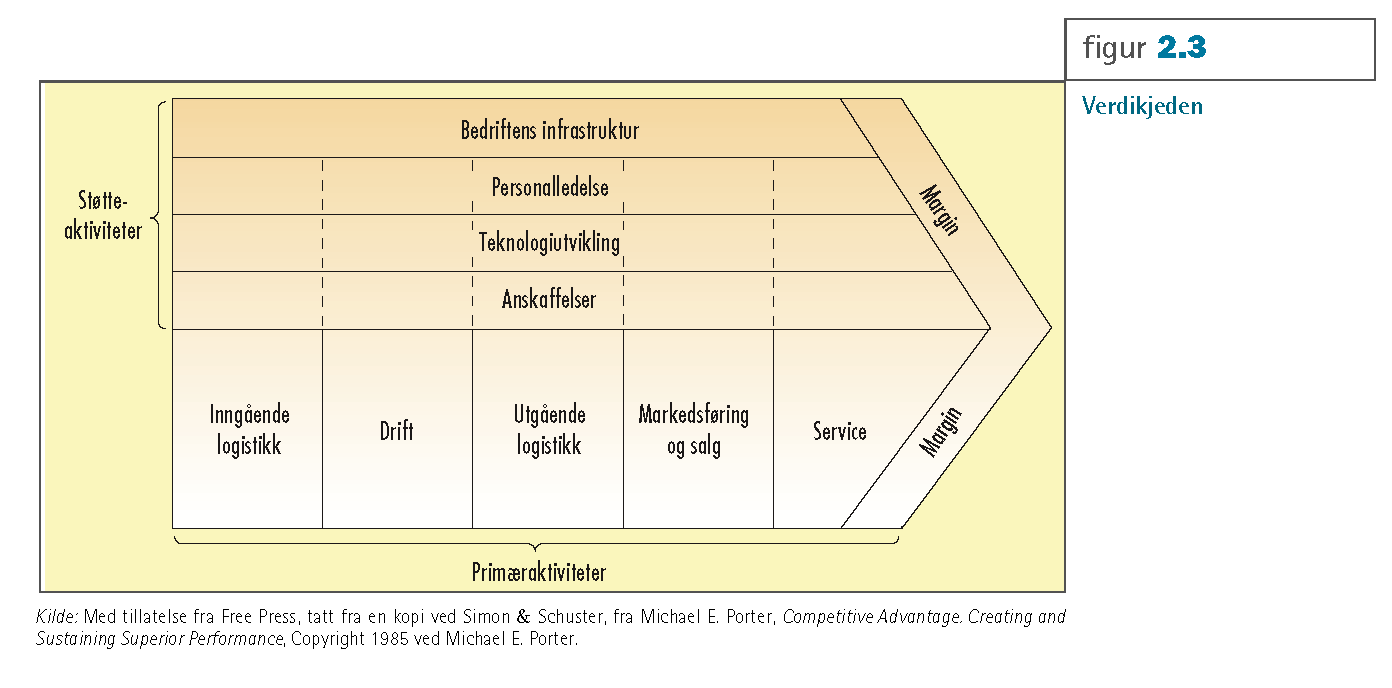 figur 2.3
Verdikjeden
Støtte-
aktiviteter
Bedriftens infrastruktur
Personalledelse
Teknologiutvikling
Anskaffelser
Margin
Inngående
logistikk
Drift
Utgående
logistikk
Markedsføring
og salg
Service
Margin
Primæraktiviteter
Kilde: Med tillatelse fra Free Press, tatt fra en kopi ved Simon & Schuster, fra Michael E. Porter, Competitive Advantage. Creating and
Sustaining Superior Performance, Copyright 1985 ved Michael E. Porter.